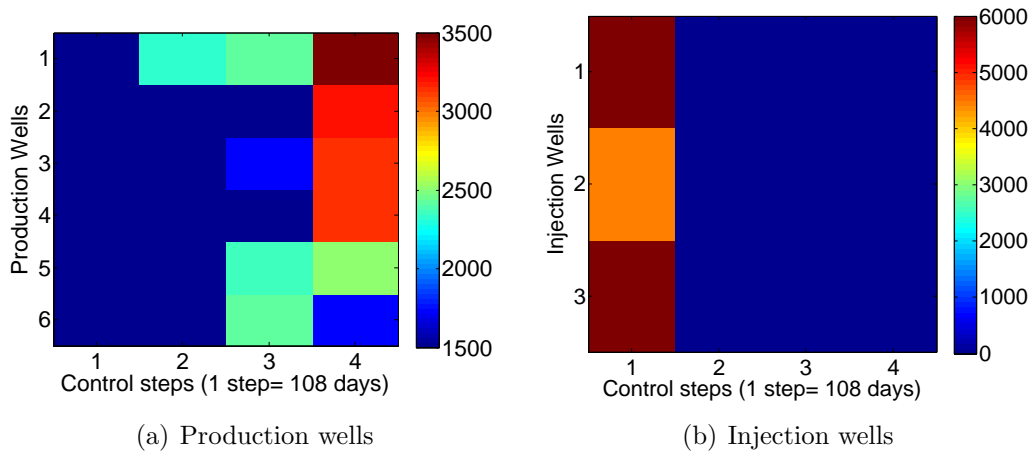 Production Wells
1
2
3
4
5
6
1 2 3 4
Control steps (1 step= 108 days)
3500
3000
2500
2000
1500
(a) Production wells
Injection Wells
1
2
3
1 2 3 4
Control steps (1 step= 108 days)
6000
5000
4000
3000
2000
1000
0
(b) Injection wells